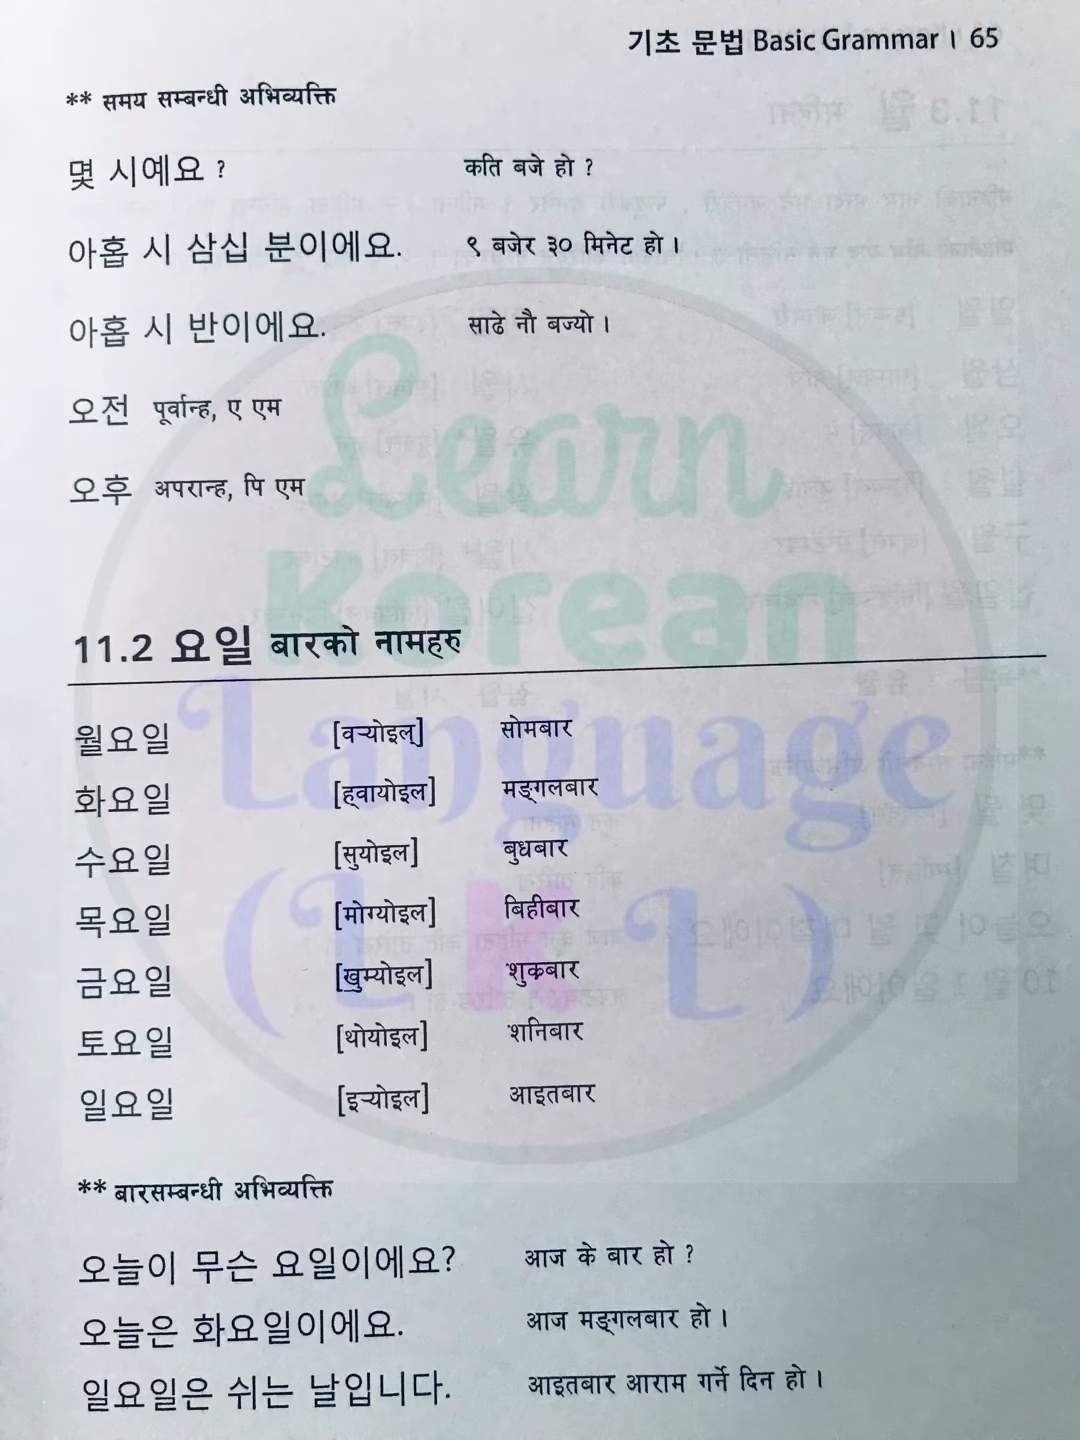 기초 문법 Basic Grammar । 65
** समय सम्बन्धी अभिव्यक्ति
몇 시예요 ? कति बजे हो ?
아홉 시 삼십 분이에요. ९ बजेर ३० मिनेट हो ।
아홉 시 반이에요. साढे नौ बज्यो ।
오전 पूर्वान्ह, ए एम
오후 अपरान्ह, पि एम
11.2 요일 बारको नामहरु
월요일 [वऱ्योइल्] सोमबार
화요일 [ह्वायोइल] मङ्गलबार
수요일 [सुयोइल] बुधबार
목요일 [मोग्योइल] बिहीबार
금요일 [खुम्योइल] शुक्रबार
토요일 [थोयोइल] शनिबार
일요일 [इऱ्योइल] आइतबार
** बारसम्बन्धी अभिव्यक्ति
오늘이 무슨 요일이에요? आज के बार हो ?
오늘은 화요일이에요. आज मङ्गलबार हो ।
일요일은 쉬는 날입니다. आइतबार आराम गर्ने दिन हो ।
Learn
Korean
Language
(L K L)